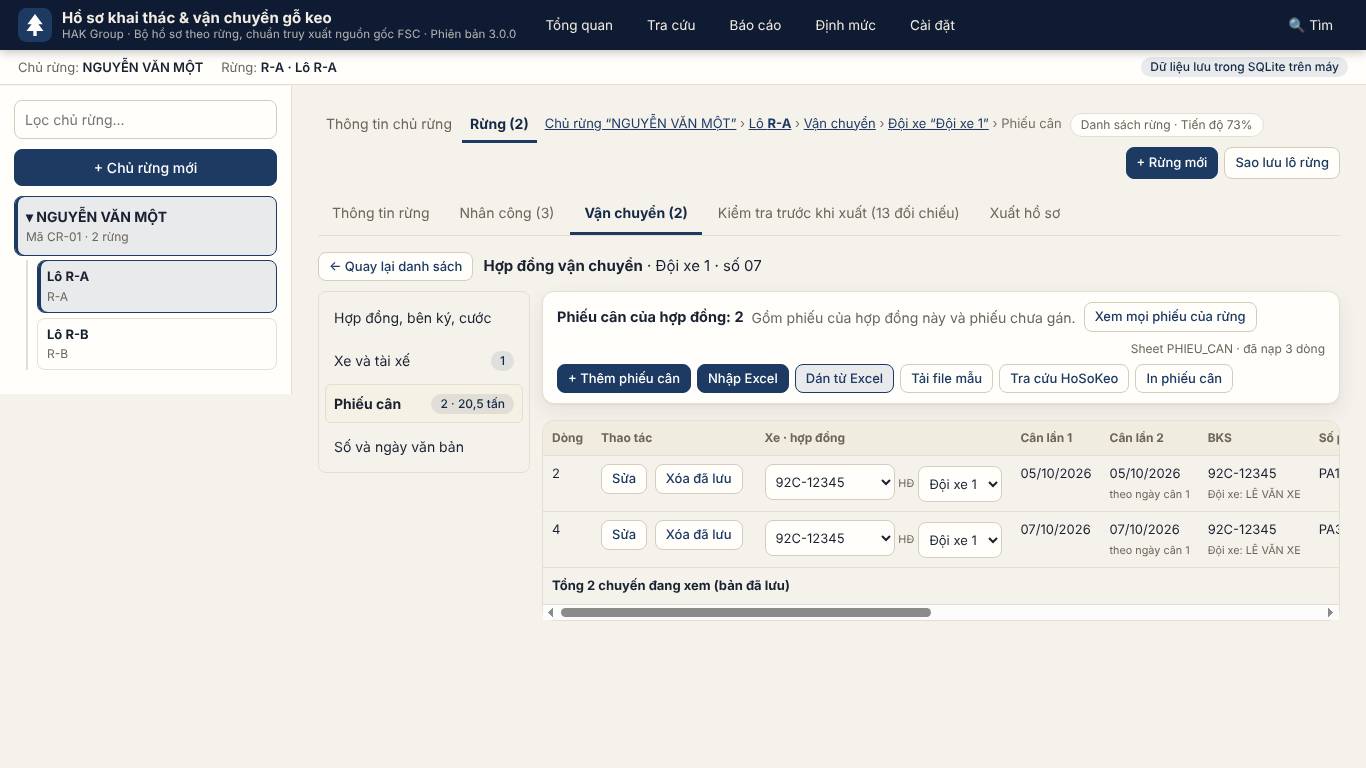 Hồ sơ khai thác & vận chuyển gỗ keo
HAK Group · Bộ hồ sơ theo rừng, chuẩn truy xuất nguồn gốc FSC · Phiên bản 3.0.0
Tổng quan Tra cứu Báo cáo Định mức Cài đặt 🔍 Tìm
Chủ rừng: NGUYỄN VĂN MỘT Rừng: R-A · Lô R-A Dữ liệu lưu trong SQLite trên máy
Lọc chủ rừng...
+ Chủ rừng mới
▾ NGUYỄN VĂN MỘT
Mã CR-01 · 2 rừng
Lô R-A
R-A
Lô R-B
R-B
Thông tin chủ rừng Rừng (2) Chủ rừng “NGUYỄN VĂN MỘT” › Lô R-A › Vận chuyển › Đội xe “Đội xe 1” › Phiếu cân Danh sách rừng · Tiến độ 73%
+ Rừng mới Sao lưu lô rừng
Thông tin rừng Nhân công (3) Vận chuyển (2) Kiểm tra trước khi xuất (13 đối chiếu) Xuất hồ sơ
← Quay lại danh sách Hợp đồng vận chuyển · Đội xe 1 · số 07
Hợp đồng, bên ký, cước
Xe và tài xế 1
Phiếu cân 2 · 20,5 tấn
Số và ngày văn bản
Phiếu cân của hợp đồng: 2 Gồm phiếu của hợp đồng này và phiếu chưa gán. Xem mọi phiếu của rừng
Sheet PHIEU_CAN · đã nạp 3 dòng
+ Thêm phiếu cân Nhập Excel Dán từ Excel Tải file mẫu Tra cứu HoSoKeo In phiếu cân
Dòng Thao tác Xe · hợp đồng Cân lần 1 Cân lần 2 BKS Số
2 Sửa Xóa đã lưu 92C-12345 HĐ Đội xe 1 05/10/2026 05/10/2026 92C-12345 PA1
theo ngày cân 1 Đội xe: LÊ VĂN XE
4 Sửa Xóa đã lưu 92C-12345 HĐ Đội xe 1 07/10/2026 07/10/2026 92C-12345 PA3
theo ngày cân 1 Đội xe: LÊ VĂN XE
Tổng 2 chuyến đang xem (bản đã lưu)